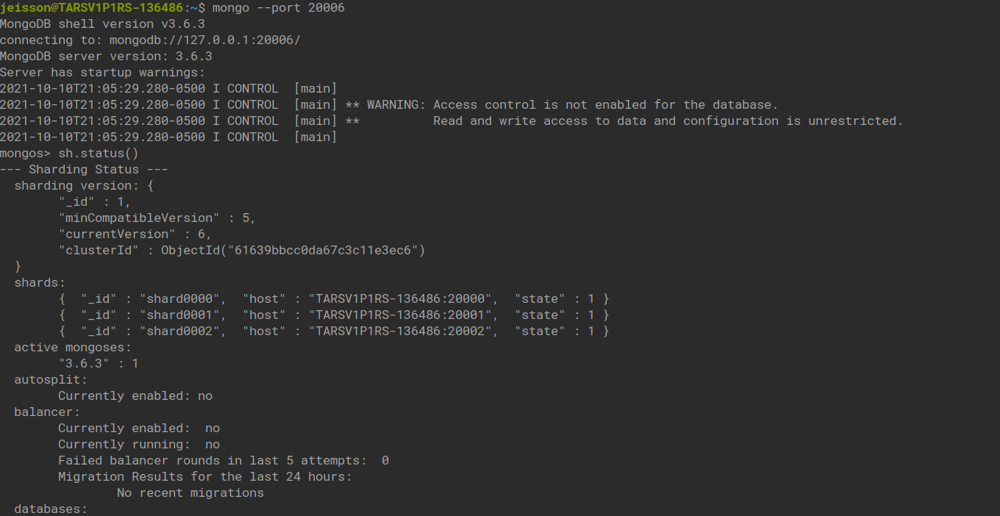 jeisson@TARSV1P1RS-136486:~$ mongo --port 20006
MongoDB shell version v3.6.3
connecting to: mongodb://127.0.0.1:20006/
MongoDB server version: 3.6.3
Server has startup warnings:
2021-10-10T21:05:29.280-0500 I CONTROL  [main]
2021-10-10T21:05:29.280-0500 I CONTROL  [main] ** WARNING: Access control is not enabled for the database.
2021-10-10T21:05:29.280-0500 I CONTROL  [main] **          Read and write access to data and configuration is unrestricted.
2021-10-10T21:05:29.280-0500 I CONTROL  [main]
mongos> sh.status()
--- Sharding Status ---
  sharding version: {
        "_id" : 1,
        "minCompatibleVersion" : 5,
        "currentVersion" : 6,
        "clusterId" : ObjectId("61639bbcc0da67c3c11e3ec6")
  }
  shards:
        {  "_id" : "shard0000",  "host" : "TARSV1P1RS-136486:20000",  "state" : 1 }
        {  "_id" : "shard0001",  "host" : "TARSV1P1RS-136486:20001",  "state" : 1 }
        {  "_id" : "shard0002",  "host" : "TARSV1P1RS-136486:20002",  "state" : 1 }
  active mongoses:
        "3.6.3" : 1
  autosplit:
        Currently enabled: no
  balancer:
        Currently enabled:  no
        Currently running:  no
        Failed balancer rounds in last 5 attempts:  0
        Migration Results for the last 24 hours:
                No recent migrations
  databases: